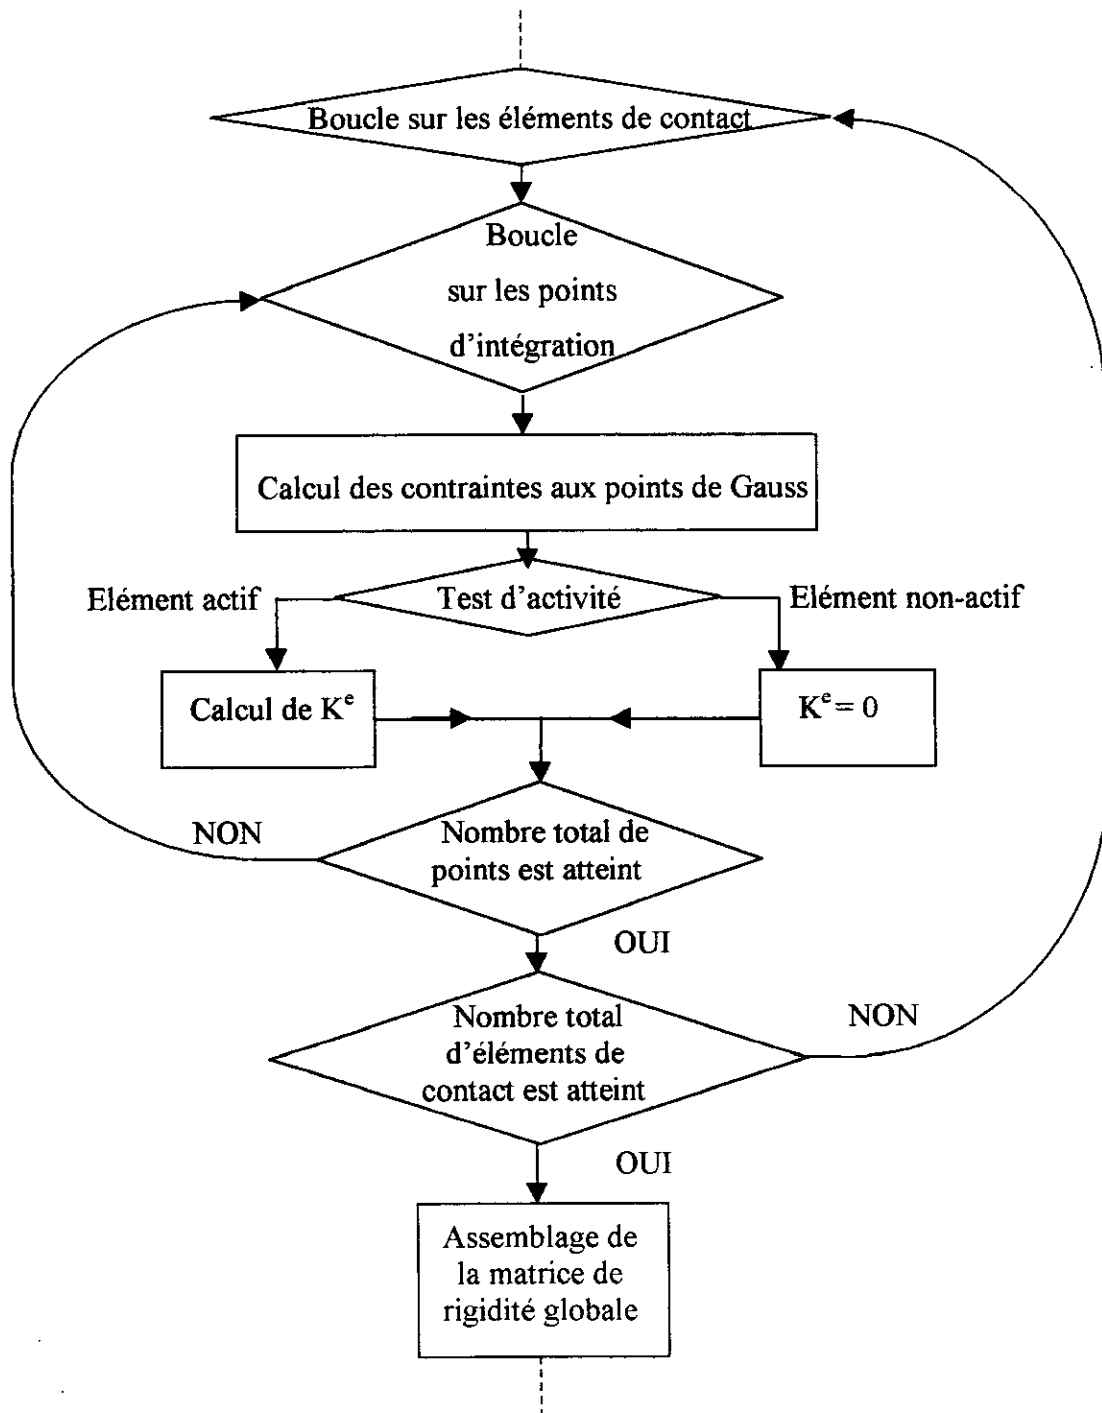 Boucle sur les éléments de contact
Boucle
sur les points
d'intégration
Calcul des contraintes aux points de Gauss
Elément actif
Test d'activité
Elément non-actif
Calcul de Kᵉ
Kᵉ = 0
NON
Nombre total de
points est atteint
OUI
Nombre total
d'éléments de
contact est atteint
NON
OUI
Assemblage de
la matrice de
rigidité globale